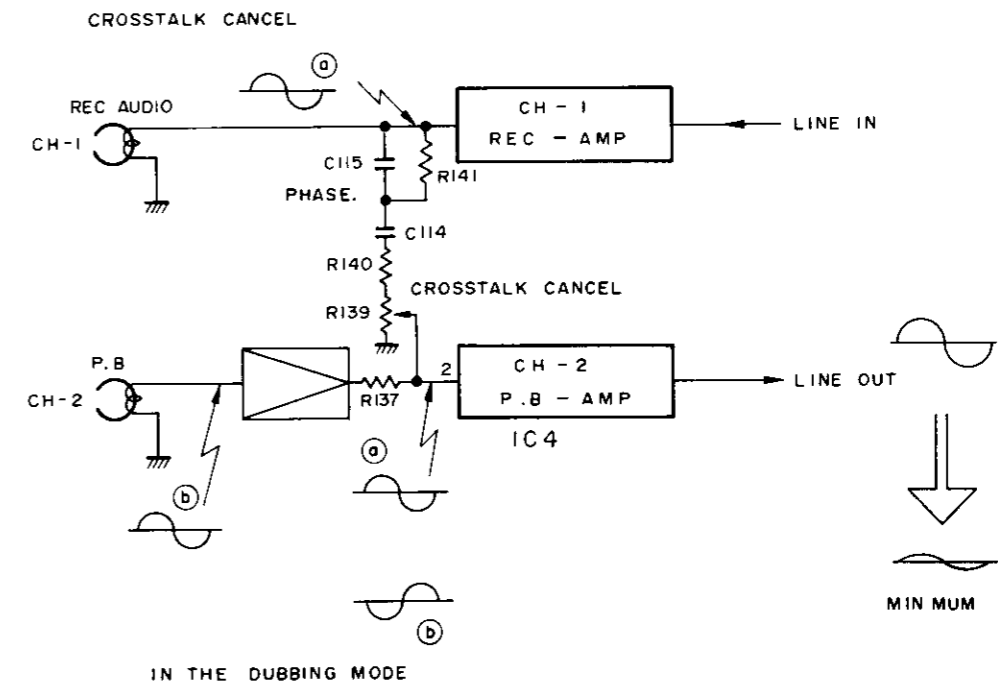 CROSSTALK CANCEL
ⓐ
REC AUDIO
CH-1
CH - 1
REC - AMP
LINE IN
C115
R141
PHASE.
C114
R140
CROSSTALK CANCEL
R139
P.B
CH-2
R137
2
CH - 2
P.B - AMP
IC4
LINE OUT
ⓐ
ⓑ
ⓑ
MIN MUM
IN THE DUBBING MODE